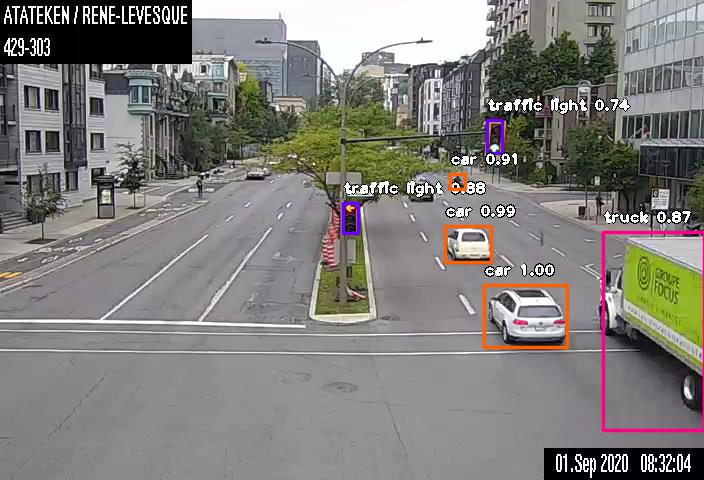 ATATEKEN / RENE-LEVESQUE
429-303
traffic light 0.74
car 0.91
traffic light 0.88
car 0.99
truck 0.87
car 1.00
GROUPE
FOCUS
01.Sep 2020 08:32:04